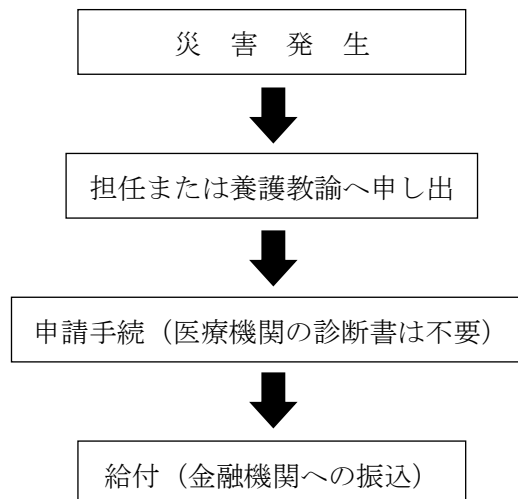 災　害　発　生
担任または養護教諭へ申し出
申請手続（医療機関の診断書は不要）
給付（金融機関への振込）